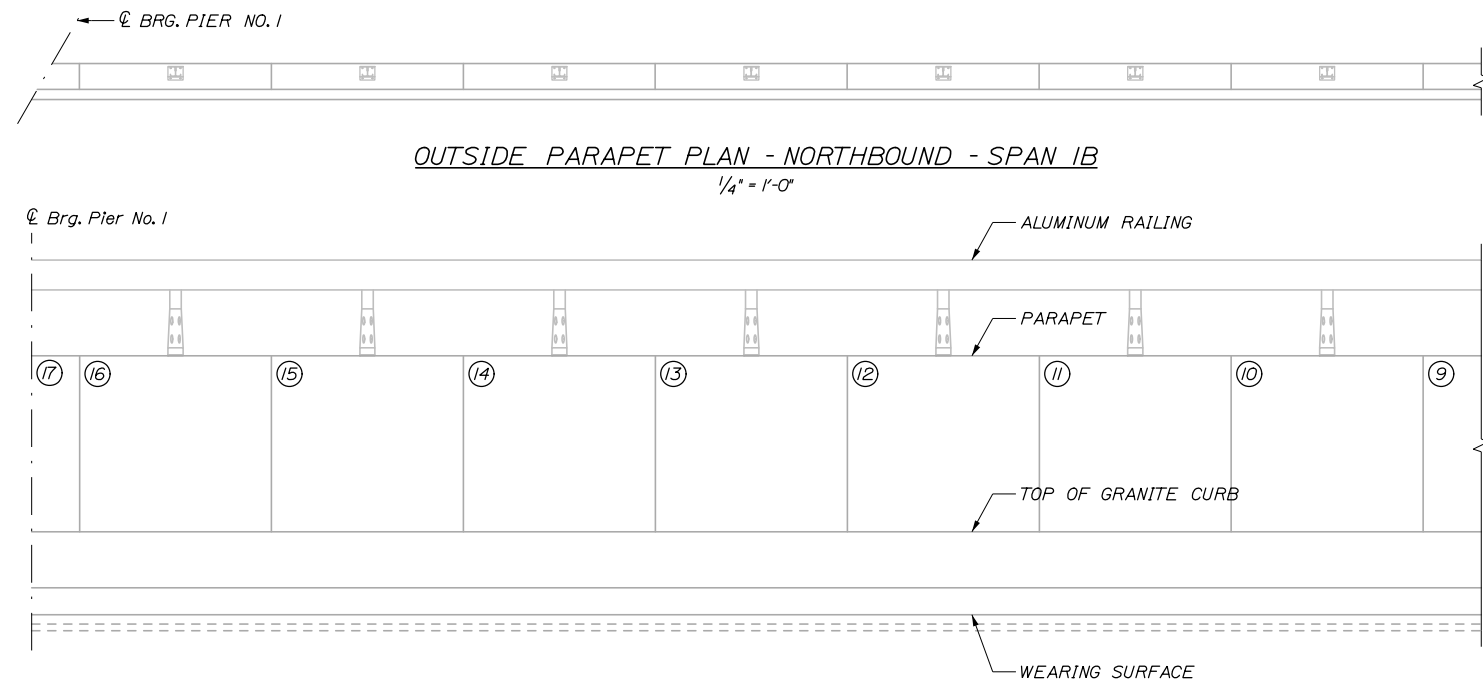 ℄ BRG. PIER NO. 1
OUTSIDE PARAPET PLAN - NORTHBOUND - SPAN 1B
1/4" = 1'-0"
℄ Brg. Pier No. 1
ALUMINUM RAILING
PARAPET
17 16 15 14 13 12 11 10 9
TOP OF GRANITE CURB
WEARING SURFACE